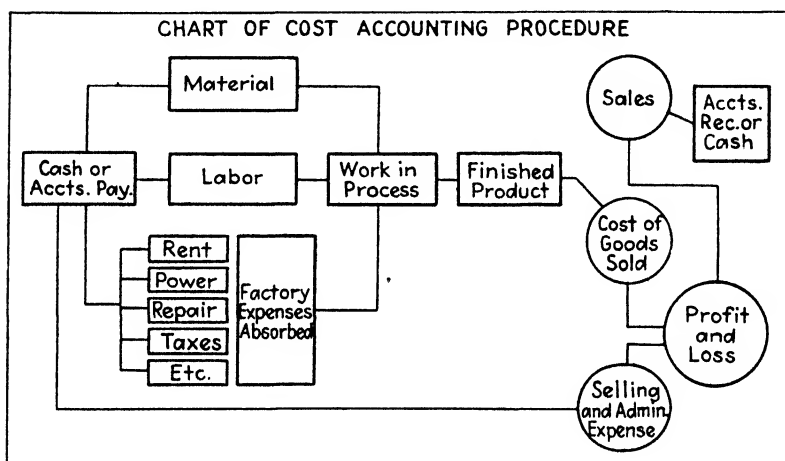 CHART OF COST ACCOUNTING PROCEDURE
Material
Sales
Accts.
Rec. or
Cash
Cash or
Accts. Pay.
Labor
Work in
Process
Finished
Product
Cost of
Goods
Sold
Rent
Power
Repair
Taxes
Etc.
Factory
Expenses
Absorbed
Profit
and
Loss
Selling
and Admin.
Expense